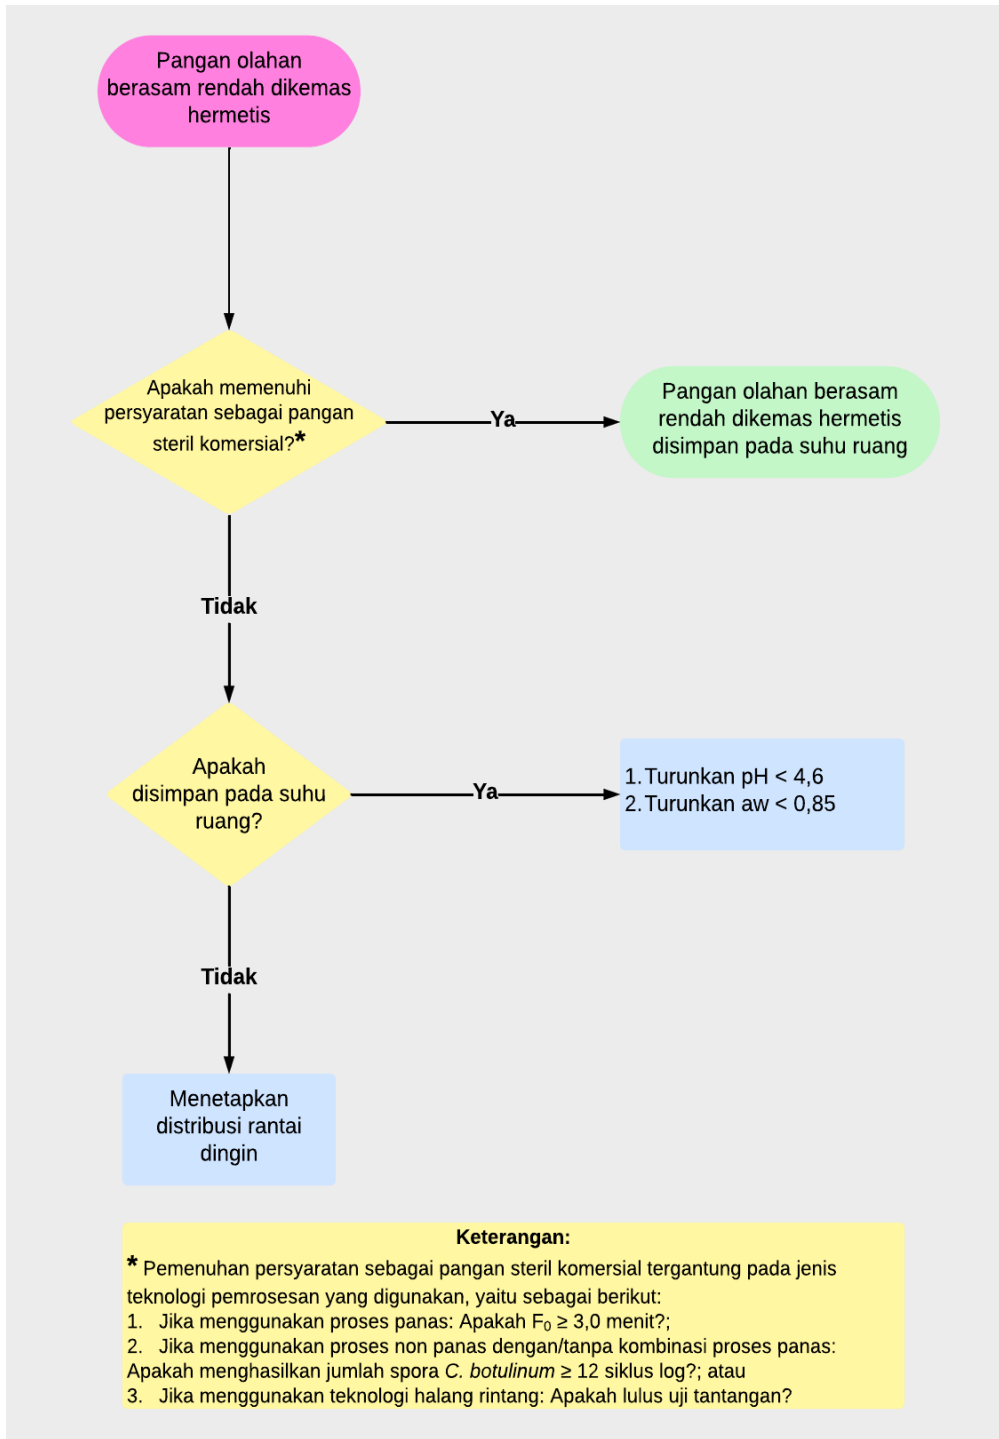 Pangan olahan
berasam rendah dikemas
hermetis
Apakah memenuhi
persyaratan sebagai pangan
steril komersial?*
Ya
Pangan olahan berasam
rendah dikemas hermetis
disimpan pada suhu ruang
Tidak
Apakah
disimpan pada suhu
ruang?
Ya
1. Turunkan pH < 4,6
2. Turunkan aw < 0,85
Tidak
Menetapkan
distribusi rantai
dingin
Keterangan:
* Pemenuhan persyaratan sebagai pangan steril komersial tergantung pada jenis
teknologi pemrosesan yang digunakan, yaitu sebagai berikut:
1. Jika menggunakan proses panas: Apakah F₀ ≥ 3,0 menit?;
2. Jika menggunakan proses non panas dengan/tanpa kombinasi proses panas:
Apakah menghasilkan jumlah spora C. botulinum ≥ 12 siklus log?; atau
3. Jika menggunakan teknologi halang rintang: Apakah lulus uji tantangan?